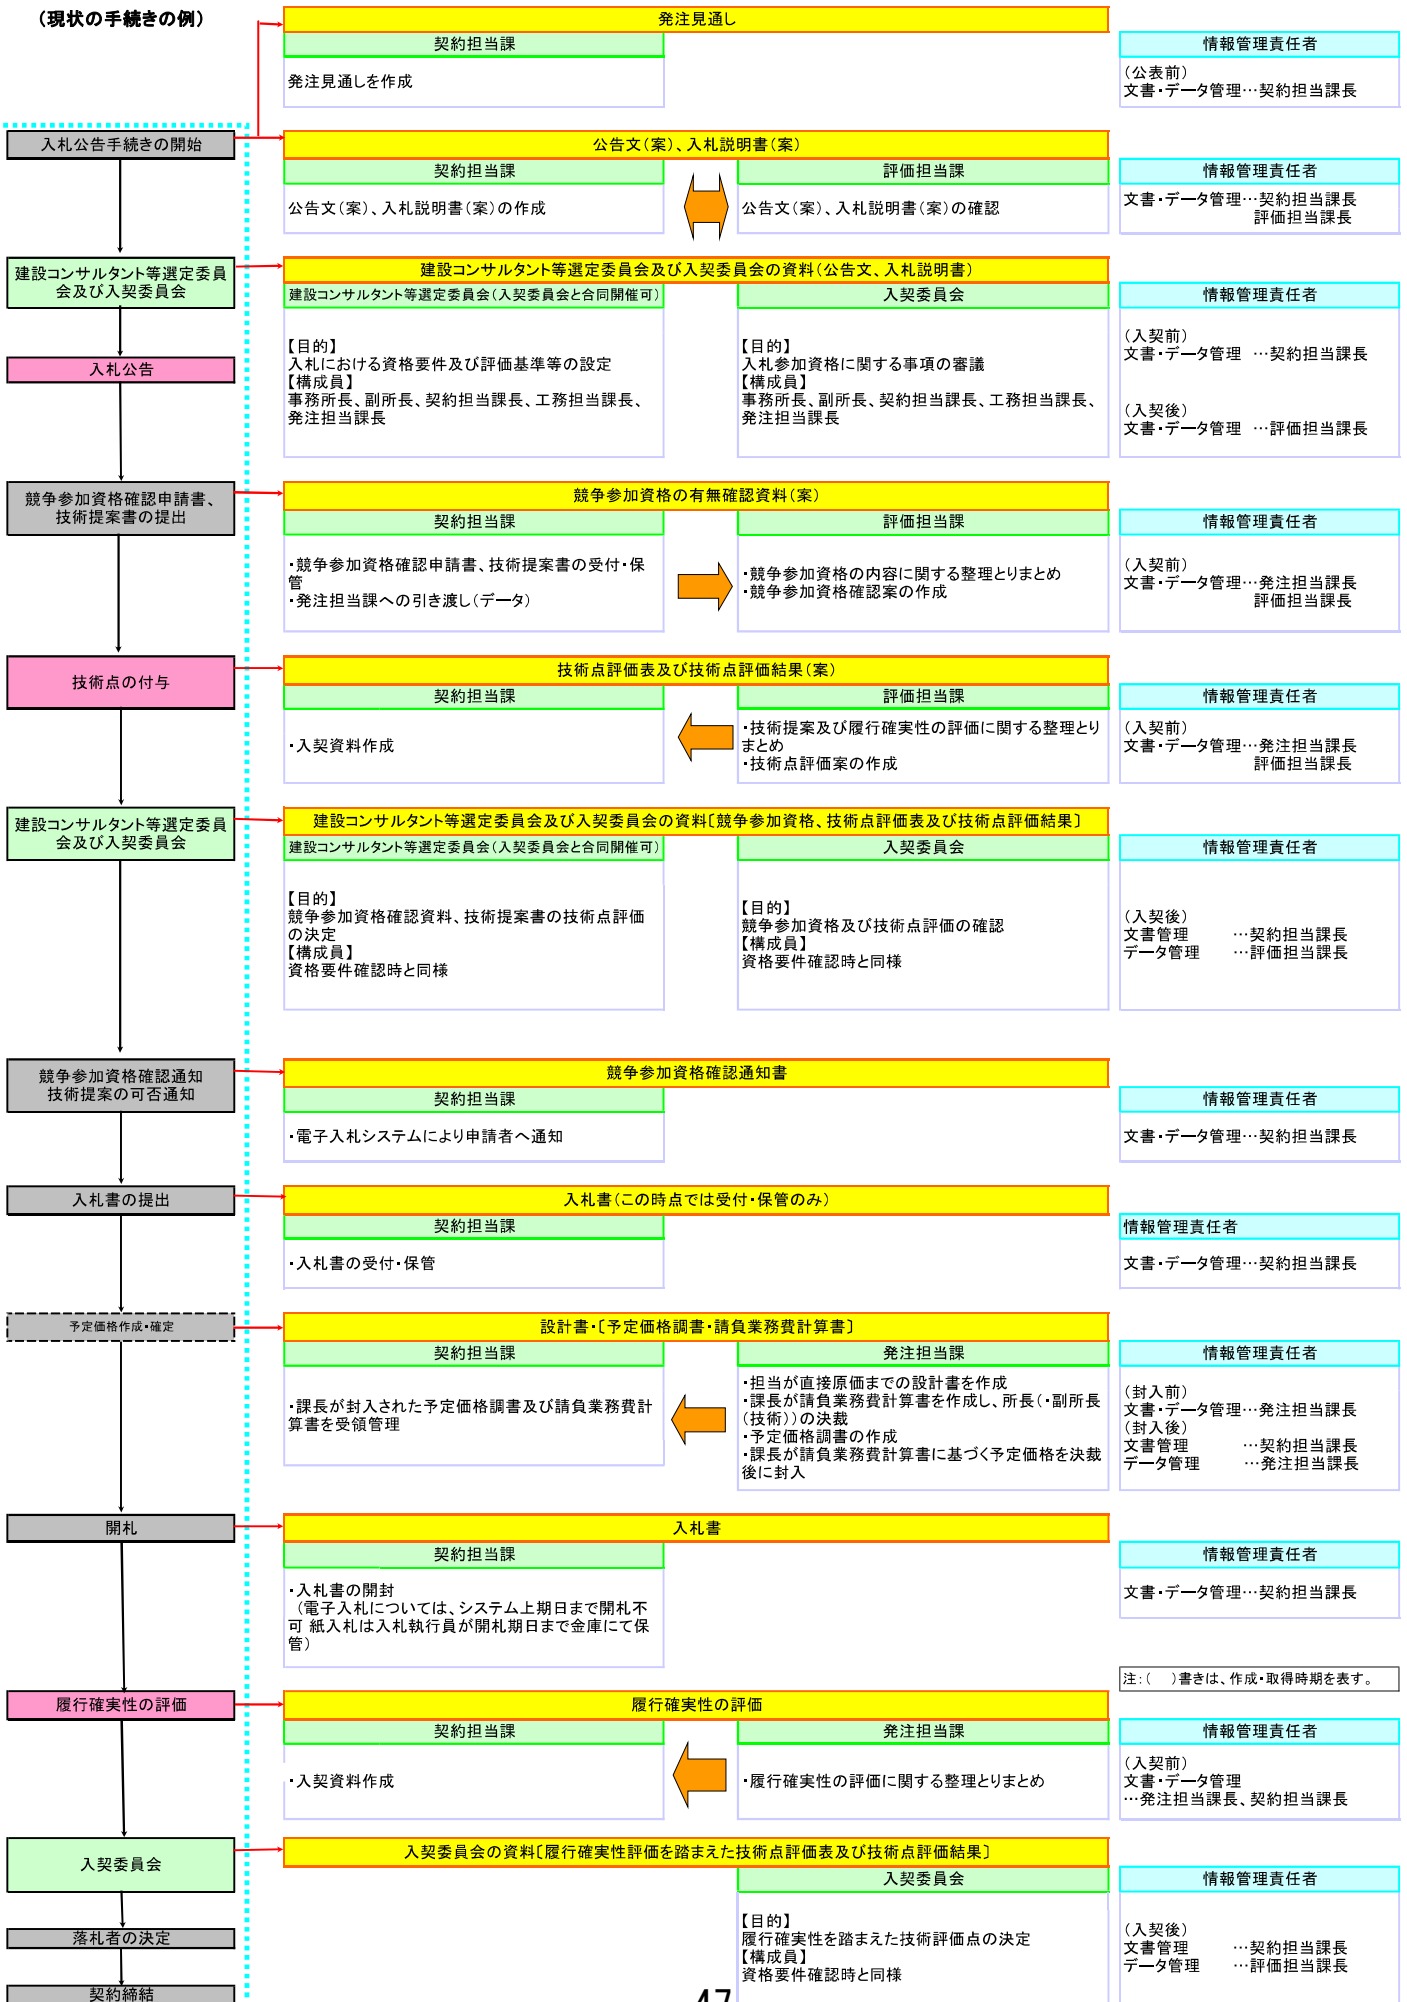 （現状の手続きの例）
発注見通し
契約担当課
情報管理責任者
発注見通しを作成
（公表前）
文書・データ管理…契約担当課長
入札公告手続きの開始
公告文（案）、入札説明書（案）
契約担当課
評価担当課
情報管理責任者
公告文（案）、入札説明書（案）の作成
公告文（案）、入札説明書（案）の確認
文書・データ管理…契約担当課長
評価担当課長
建設コンサルタント等選定委員
会及び入契委員会
建設コンサルタント等選定委員会及び入契委員会の資料（公告文、入札説明書）
建設コンサルタント等選定委員会（入契委員会と合同開催可）
入契委員会
情報管理責任者
【目的】
入札における資格要件及び評価基準等の設定
【構成員】
事務所長、副所長、契約担当課長、工務担当課長、
発注担当課長
【目的】
入札参加資格に関する事項の審議
【構成員】
事務所長、副所長、契約担当課長、工務担当課長、
発注担当課長
（入契前）
文書・データ管理 …契約担当課長
（入契後）
文書・データ管理 …評価担当課長
入札公告
競争参加資格確認申請書、
技術提案書の提出
競争参加資格の有無確認資料（案）
契約担当課
評価担当課
情報管理責任者
・競争参加資格確認申請書、技術提案書の受付・保
管
・発注担当課への引き渡し（データ）
・競争参加資格の内容に関する整理とりまとめ
・競争参加資格確認案の作成
（入契前）
文書・データ管理…発注担当課長
評価担当課長
技術点の付与
技術点評価表及び技術点評価結果（案）
契約担当課
評価担当課
情報管理責任者
・入契資料作成
・技術提案及び履行確実性の評価に関する整理とり
まとめ
・技術点評価案の作成
（入契前）
文書・データ管理…発注担当課長
評価担当課長
建設コンサルタント等選定委員
会及び入契委員会
建設コンサルタント等選定委員会及び入契委員会の資料〔競争参加資格、技術点評価表及び技術点評価結果〕
建設コンサルタント等選定委員会（入契委員会と合同開催可）
入契委員会
情報管理責任者
【目的】
競争参加資格確認資料、技術提案書の技術点評価
の決定
【構成員】
資格要件確認時と同様
【目的】
競争参加資格及び技術点評価の確認
【構成員】
資格要件確認時と同様
（入契後）
文書管理 …契約担当課長
データ管理 …評価担当課長
競争参加資格確認通知
技術提案の可否通知
競争参加資格確認通知書
契約担当課
情報管理責任者
・電子入札システムにより申請者へ通知
文書・データ管理…契約担当課長
入札書の提出
入札書（この時点では受付・保管のみ）
契約担当課
情報管理責任者
・入札書の受付・保管
文書・データ管理…契約担当課長
予定価格作成・確定
設計書・〔予定価格調書・請負業務費計算書〕
契約担当課
発注担当課
情報管理責任者
・課長が封入された予定価格調書及び請負業務費計
算書を受領管理
・担当が直接原価までの設計書を作成
・課長が請負業務費計算書を作成し、所長（・副所長
（技術））の決裁
・予定価格調書の作成
・課長が請負業務費計算書に基づく予定価格を決裁
後に封入
（封入前）
文書・データ管理…発注担当課長
（封入後）
文書管理 …契約担当課長
データ管理 …発注担当課長
開札
入札書
契約担当課
情報管理責任者
・入札書の開封
（電子入札については、システム上期日まで開札不
可 紙入札は入札執行員が開札期日まで金庫にて保
管）
文書・データ管理…契約担当課長
注：（ ）書きは、作成・取得時期を表す。
履行確実性の評価
履行確実性の評価
契約担当課
発注担当課
情報管理責任者
・入契資料作成
・履行確実性の評価に関する整理とりまとめ
（入契前）
文書・データ管理
…発注担当課長、契約担当課長
入契委員会
入契委員会の資料〔履行確実性評価を踏まえた技術点評価表及び技術点評価結果〕
入契委員会
情報管理責任者
【目的】
履行確実性を踏まえた技術評価点の決定
【構成員】
資格要件確認時と同様
（入契後）
文書管理 …契約担当課長
データ管理 …評価担当課長
落札者の決定
契約締結
47